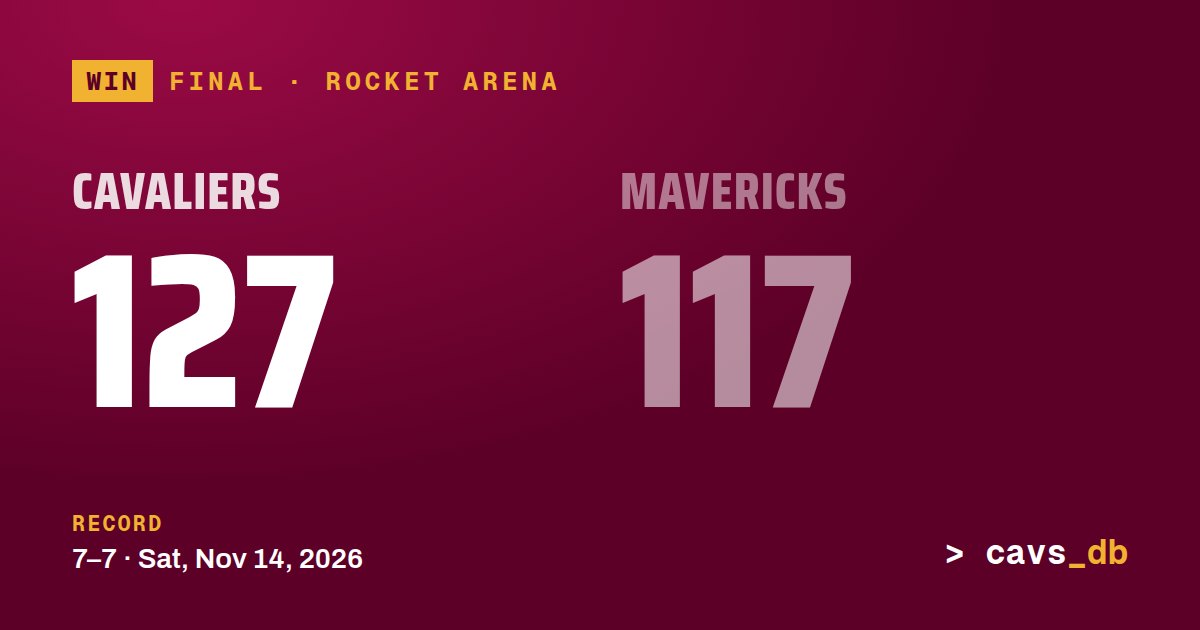 WIN FINAL · ROCKET ARENA
CAVALIERS
127
MAVERICKS
117
RECORD
7–7 · Sat, Nov 14, 2026
> cavs_db